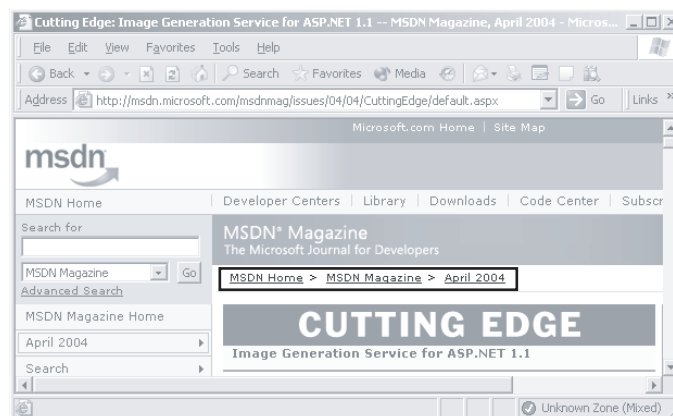 Cutting Edge: Image Generation Service for ASP.NET 1.1 -- MSDN Magazine, April 2004 - Micros...
File Edit View Favorites Tools Help
Back Search Favorites Media
Address http://msdn.microsoft.com/msdnmag/issues/04/04/CuttingEdge/default.aspx Go Links »
Microsoft.com Home | Site Map
msdn
MSDN Home | Developer Centers | Library | Downloads | Code Center | Subscr
Search for
MSDN® Magazine
The Microsoft Journal for Developers
MSDN Magazine Go
Advanced Search
MSDN Home > MSDN Magazine > April 2004
MSDN Magazine Home
April 2004
Search
CUTTING EDGE
Image Generation Service for ASP.NET 1.1
Unknown Zone (Mixed)